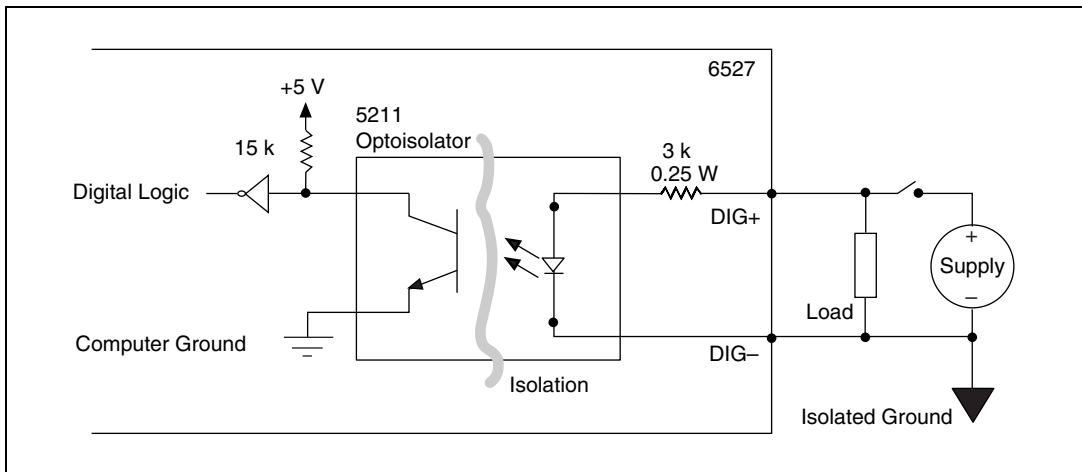 6527
+5 V
5211
Optoisolator
15 k
3 k
0.25 W
Digital Logic
DIG+
+
Supply
–
Load
Computer Ground
DIG–
Isolation
Isolated Ground